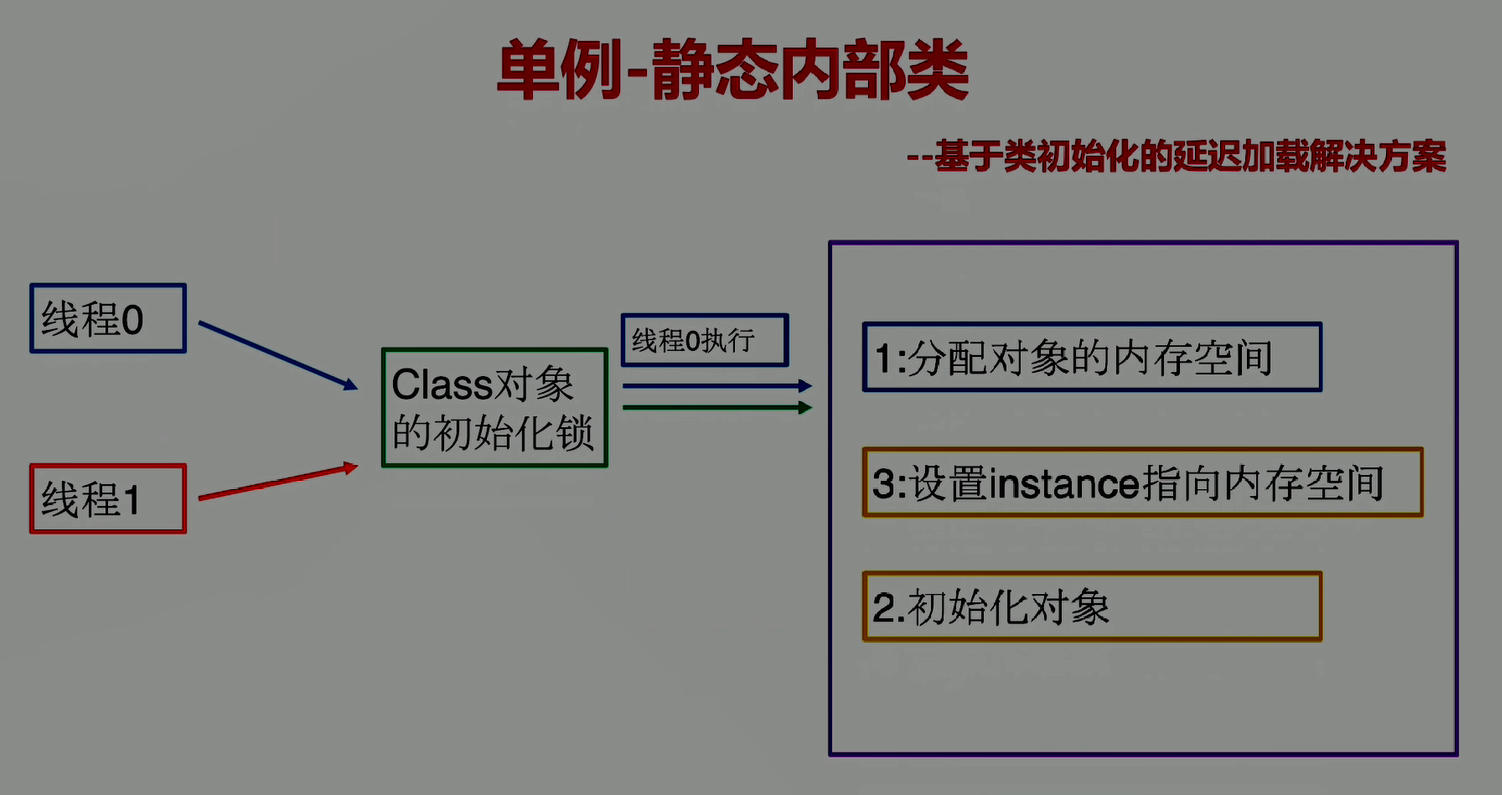 单例-静态内部类
--基于类初始化的延迟加载解决方案
线程0
线程1
Class对象
的初始化锁
线程0执行
1:分配对象的内存空间
3:设置instance指向内存空间
2.初始化对象